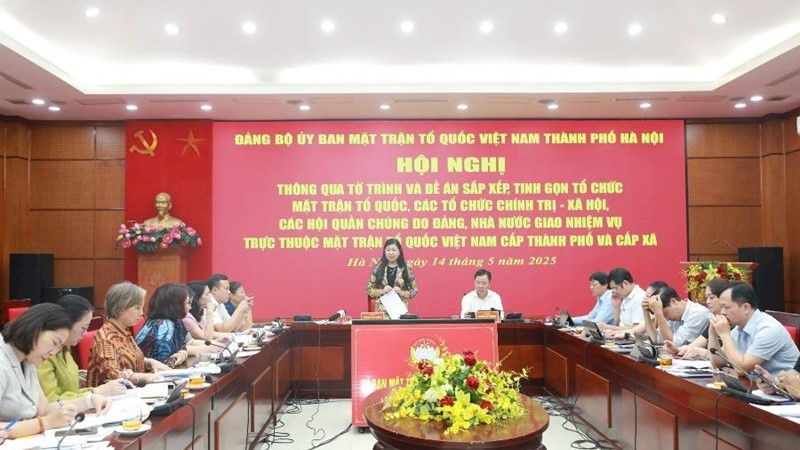 ĐẢNG BỘ ỦY BAN MẶT TRẬN TỔ QUỐC VIỆT NAM THÀNH PHỐ HÀ NỘI
HỘI NGHỊ
THÔNG QUA TỜ TRÌNH VÀ ĐỀ ÁN SẮP XẾP, TINH GỌN TỔ CHỨC
MẶT TRẬN TỔ QUỐC, CÁC TỔ CHỨC CHÍNH TRỊ - XÃ HỘI,
CÁC HỘI QUẦN CHÚNG DO ĐẢNG, NHÀ NƯỚC GIAO NHIỆM VỤ
TRỰC THUỘC MẶT TRẬN TỔ QUỐC VIỆT NAM CẤP THÀNH PHỐ VÀ CẤP XÃ
Hà N ngày 14 tháng 5 năm 2025
BAN MẶT